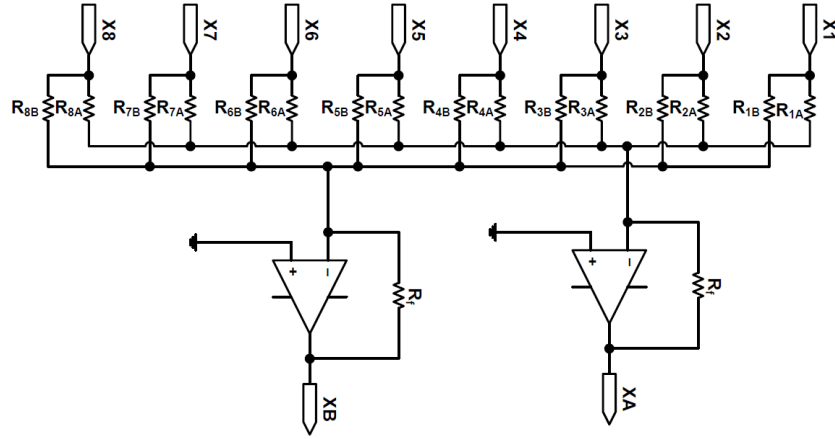 X8 X7 X6 X5 X4 X3 X2 X1
R8B R8A R7B R7A R6B R6A R5B R5A R4B R4A R3B R3A R2B R2A R1B R1A
+ − Rf + − Rf
XB XA